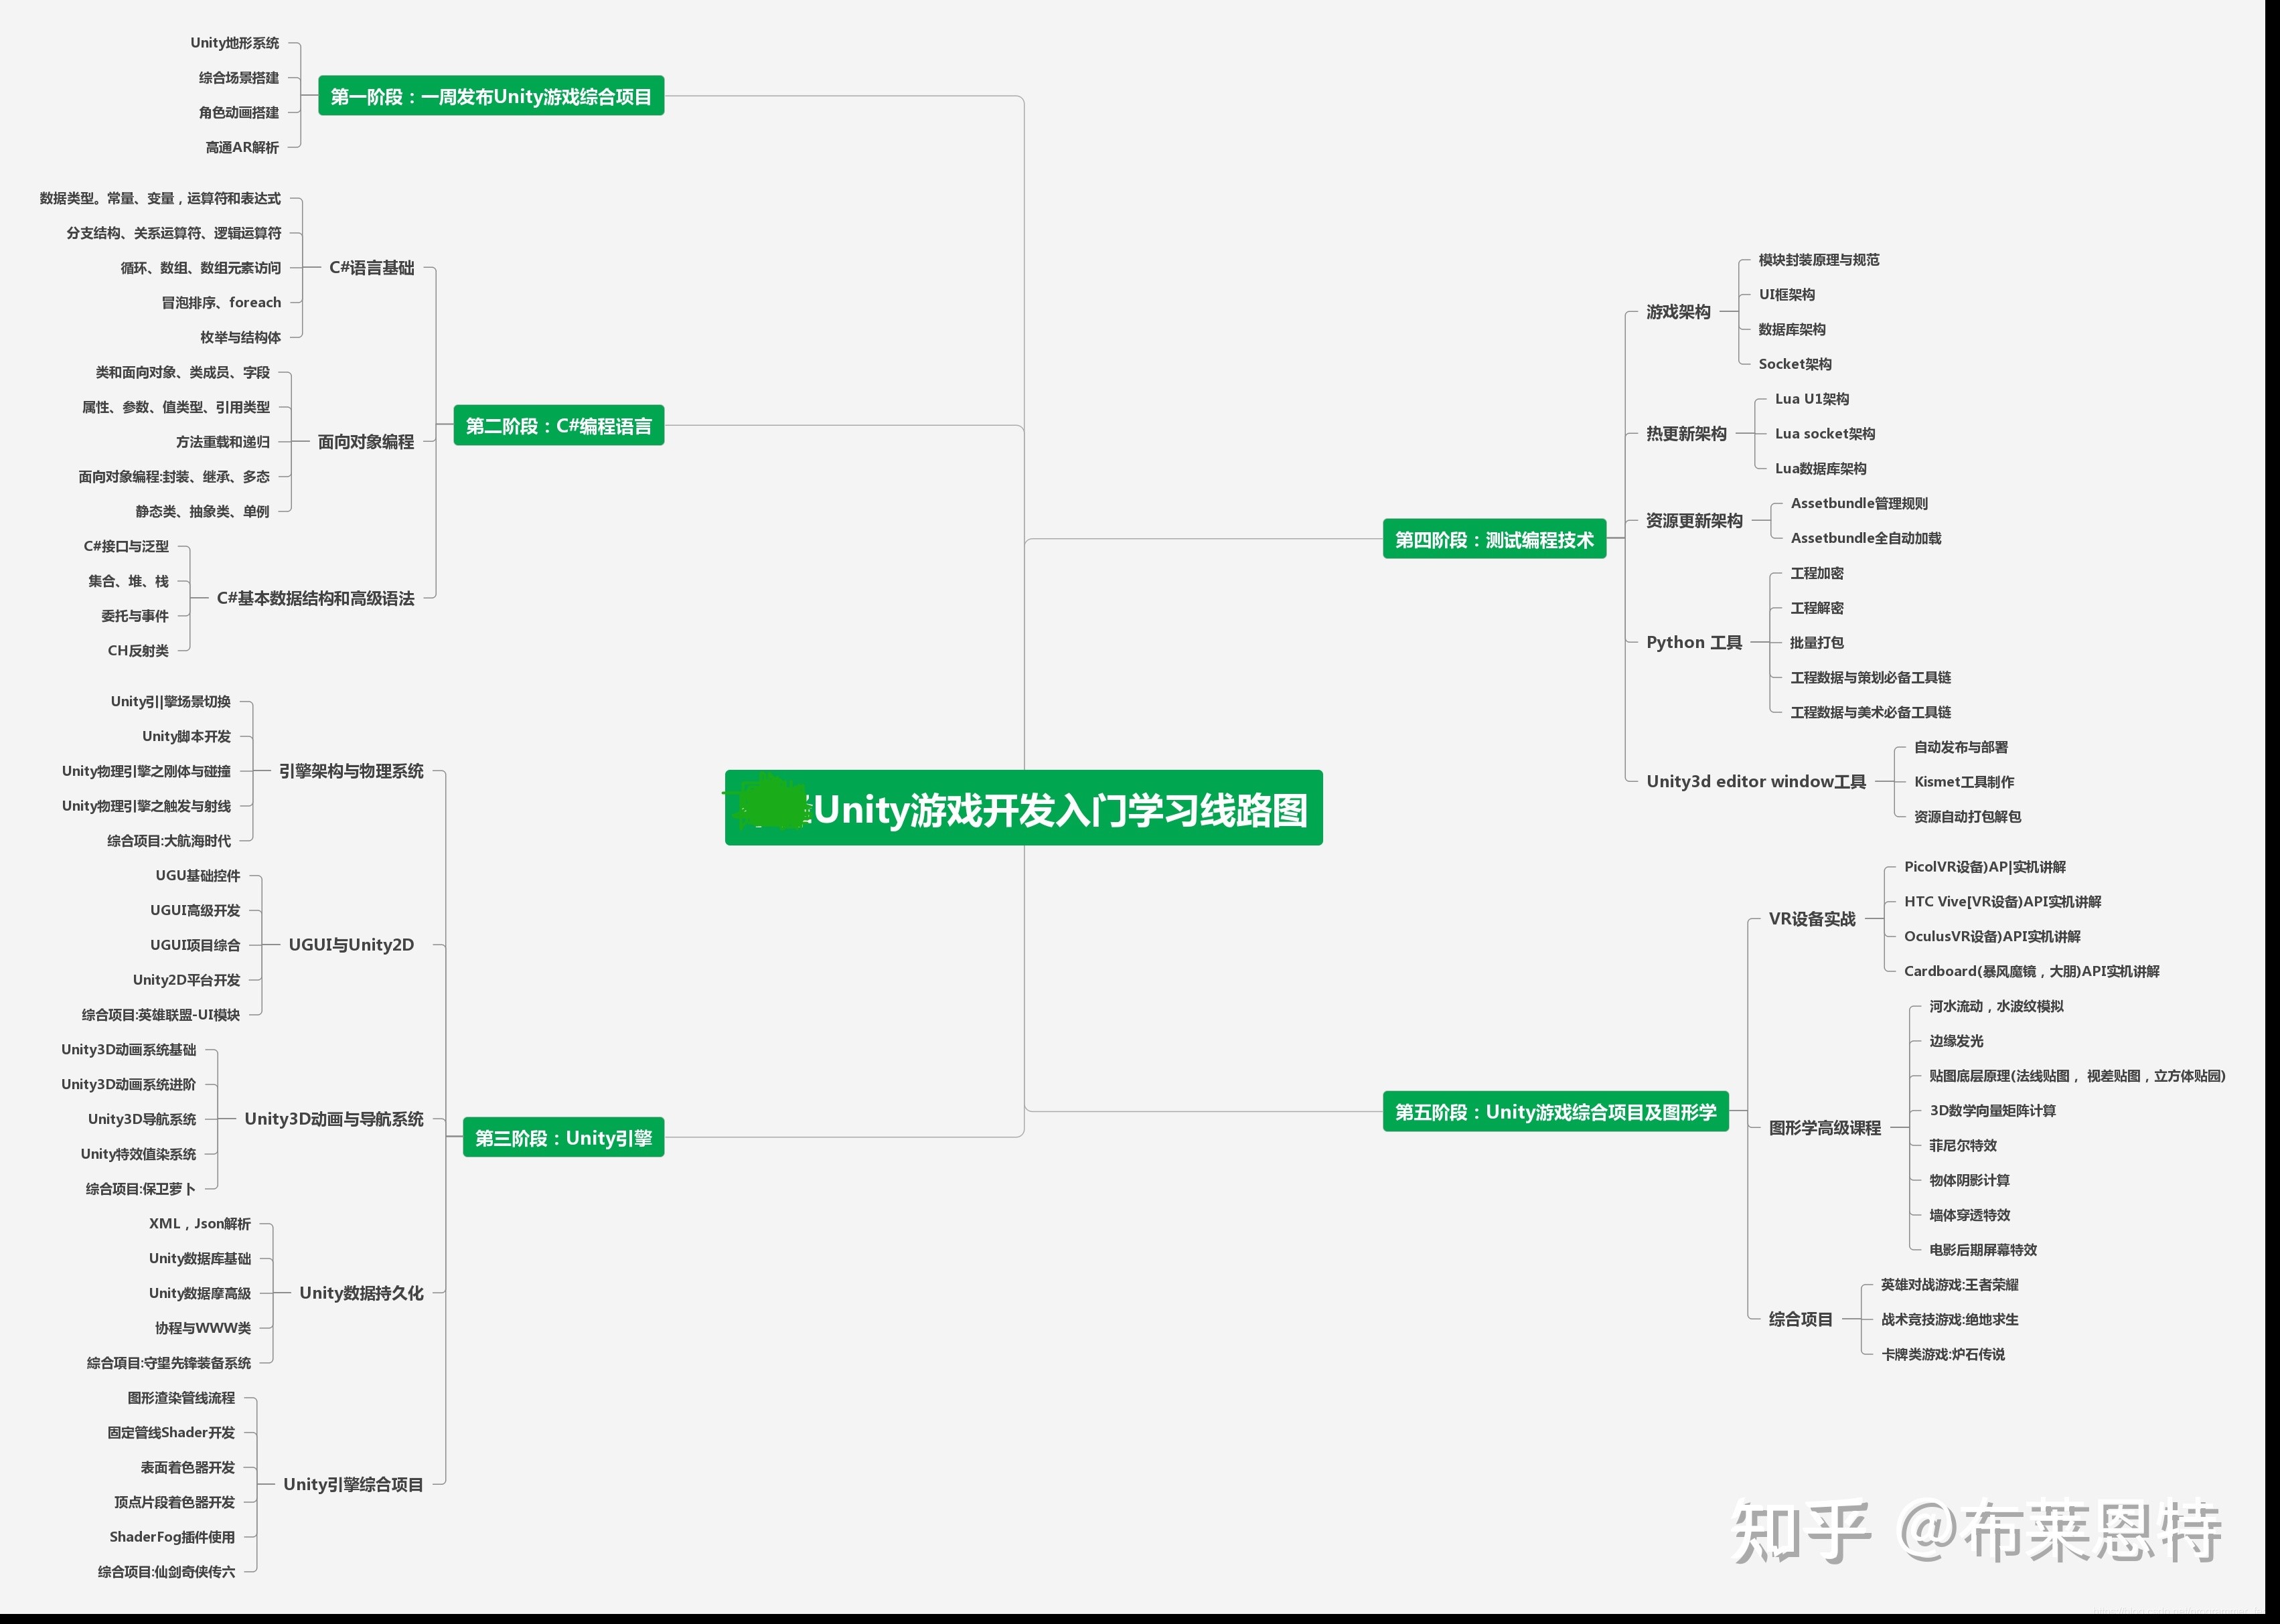 Unity游戏开发入门学习线路图
第一阶段：一周发布Unity游戏综合项目
Unity地形系统
综合场景搭建
角色动画搭建
高通AR解析
第二阶段：C#编程语言
C#语言基础
数据类型。常量、变量，运算符和表达式
分支结构、关系运算符、逻辑运算符
循环、数组、数组元素访问
冒泡排序、foreach
枚举与结构体
面向对象编程
类和面向对象、类成员、字段
属性、参数、值类型、引用类型
方法重载和递归
面向对象编程:封装、继承、多态
静态类、抽象类、单例
C#基本数据结构和高级语法
C#接口与泛型
集合、堆、栈
委托与事件
CH反射类
第三阶段：Unity引擎
引擎架构与物理系统
Unity引|擎场景切换
Unity脚本开发
Unity物理引擎之刚体与碰撞
Unity物理引擎之触发与射线
综合项目:大航海时代
UGUI与Unity2D
UGU基础控件
UGUI高级开发
UGUI项目综合
Unity2D平台开发
综合项目:英雄联盟-UI模块
Unity3D动画与导航系统
Unity3D动画系统基础
Unity3D动画系统进阶
Unity3D导航系统
Unity特效值染系统
综合项目:保卫萝卜
Unity数据持久化
XML，Json解析
Unity数据库基础
Unity数据摩高級
协程与WWW类
綜合項目:守望先锋装备系统
Unity引擎综合项目
图形渲染管线流程
固定管线Shader开发
表面着色器开发
顶点片段着色器开发
ShaderFog插件使用
综合项目:仙剑奇侠传六
第四阶段：测试编程技术
游戏架构
模块封装原理与规范
UI框架构
数据库架构
Socket架构
热更新架构
Lua U1架构
Lua socket架构
Lua数据库架构
资源更新架构
Assetbundle管理规则
Assetbundle全自动加载
Python 工具
工程加密
工程解密
批量打包
工程数据与策划必备工具链
工程数据与美术必备工具链
Unity3d editor window工具
自动发布与部署
Kismet工具制作
资源自动打包解包
第五阶段：Unity游戏综合项目及图形学
VR设备实战
PicolVR设备)AP|实机讲解
HTC Vive[VR设备)API实机讲解
OculusVR设备)API实机讲解
Cardboard(暴风魔镜，大朋)API实机讲解
图形学高级课程
河水流动，水波纹模拟
边缘发光
贴图底层原理(法线贴图， 视差贴图，立方体贴园)
3D数学向量矩阵计算
菲尼尔特效
物体阴影计算
墙体穿透特效
电影后期屏幕特效
综合项目
英雄对战游戏:王者荣耀
战术竞技游戏:绝地求生
卡牌类游戏:炉石传说
知乎 @布莱恩特